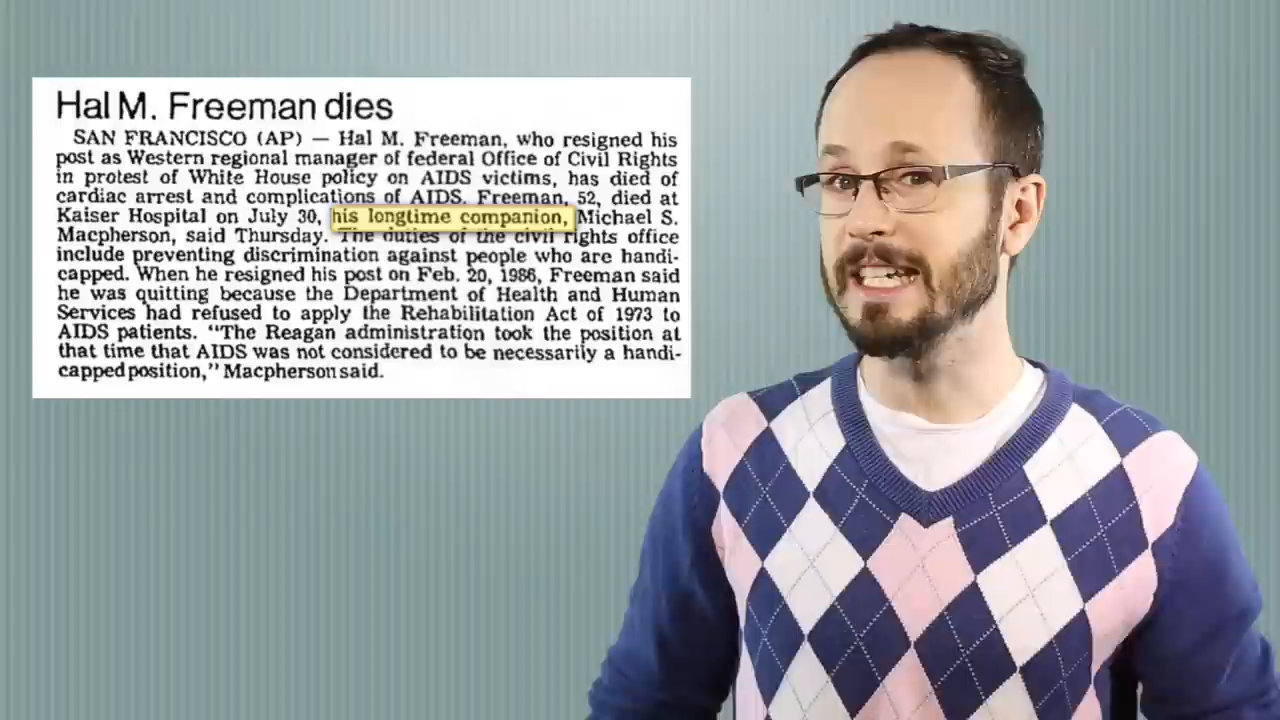 Hal M. Freeman dies
SAN FRANCISCO (AP) — Hal M. Freeman, who resigned his
post as Western regional manager of federal Office of Civil Rights
in protest of White House policy on AIDS victims, has died of
cardiac arrest and complications of AIDS. Freeman, 52, died at
Kaiser Hospital on July 30, his longtime companion, Michael S.
Macpherson, said Thursday. The duties of the civil rights office
include preventing discrimination against people who are handi-
capped. When he resigned his post on Feb. 20, 1986, Freeman said
he was quitting because the Department of Health and Human
Services had refused to apply the Rehabilitation Act of 1973 to
AIDS patients. “The Reagan administration took the position at
that time that AIDS was not considered to be necessarily a handi-
capped position,” Macpherson said.